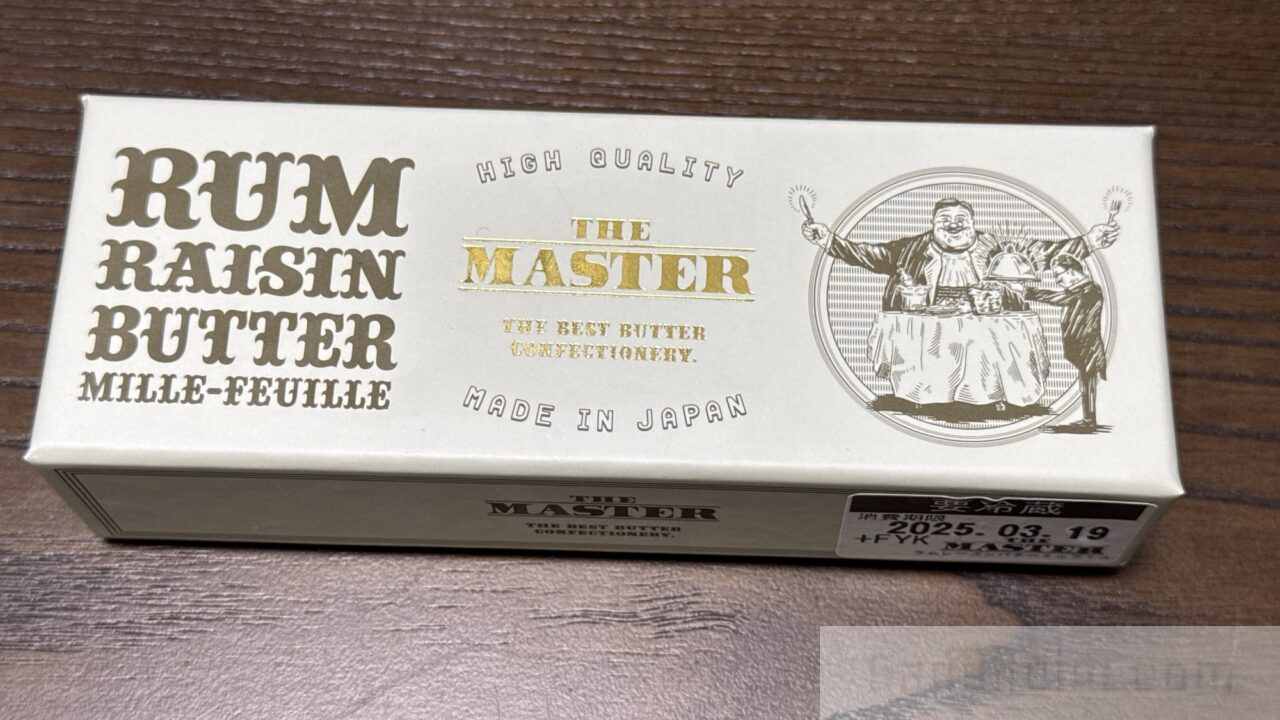 RUM
RAISIN
BUTTER
MILLE-FEUILLE
HIGH QUALITY
THE
MASTER
THE BEST BUTTER
CONFECTIONERY.
MADE IN JAPAN
THE
MASTER
THE BEST BUTTER
CONFECTIONERY.
要冷蔵
消費期限
2025. 03. 19
+FYK
THE
MASTER